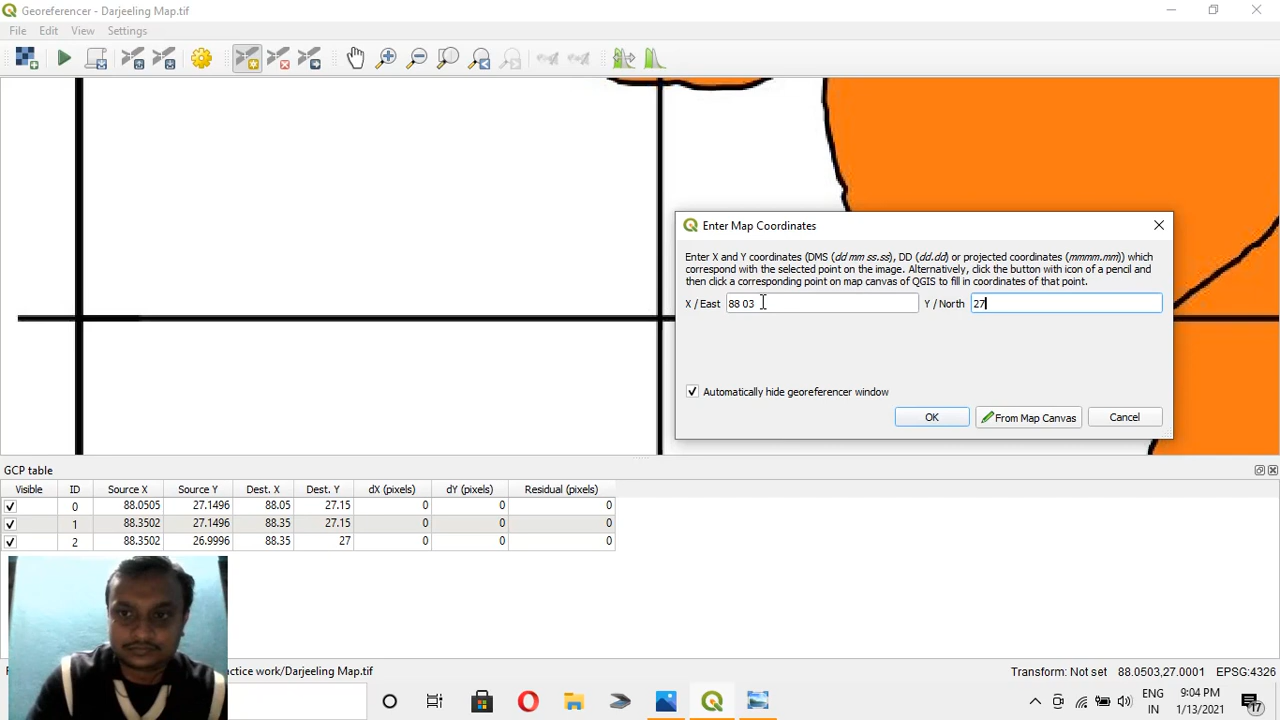 Georeferencer - Darjeeling Map.tif
File Edit View Settings
Enter Map Coordinates
Enter X and Y coordinates (DMS (dd mm ss.ss), DD (dd.dd) or projected coordinates (mmmm.mm)) which
correspond with the selected point on the image. Alternatively, click the button with icon of a pencil and
then click a corresponding point on map canvas of QGIS to fill in coordinates of that point.
X / East 88 03 Y / North 27
Automatically hide georeferencer window
OK From Map Canvas Cancel
GCP table
Visible ID Source X Source Y Dest. X Dest. Y dX (pixels) dY (pixels) Residual (pixels)
0 88.0505 27.1496 88.05 27.15 0 0 0
1 88.3502 27.1496 88.35 27.15 0 0 0
2 88.3502 26.9996 88.35 27 0 0 0
ctice work/Darjeeling Map.tif Transform: Not set 88.0503,27.0001 EPSG:4326
ENG 9:04 PM
IN 1/13/2021 17